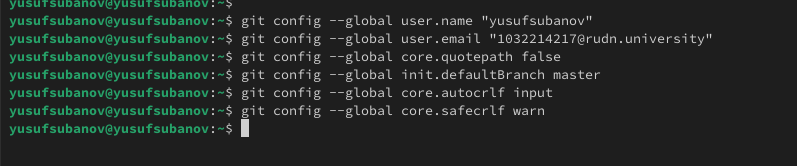 yusufsubanov@yusufsubanov:~$
yusufsubanov@yusufsubanov:~$ git config --global user.name "yusufsubanov"
yusufsubanov@yusufsubanov:~$ git config --global user.email "1032214217@rudn.university"
yusufsubanov@yusufsubanov:~$ git config --global core.quotepath false
yusufsubanov@yusufsubanov:~$ git config --global init.defaultBranch master
yusufsubanov@yusufsubanov:~$ git config --global core.autocrlf input
yusufsubanov@yusufsubanov:~$ git config --global core.safecrlf warn
yusufsubanov@yusufsubanov:~$